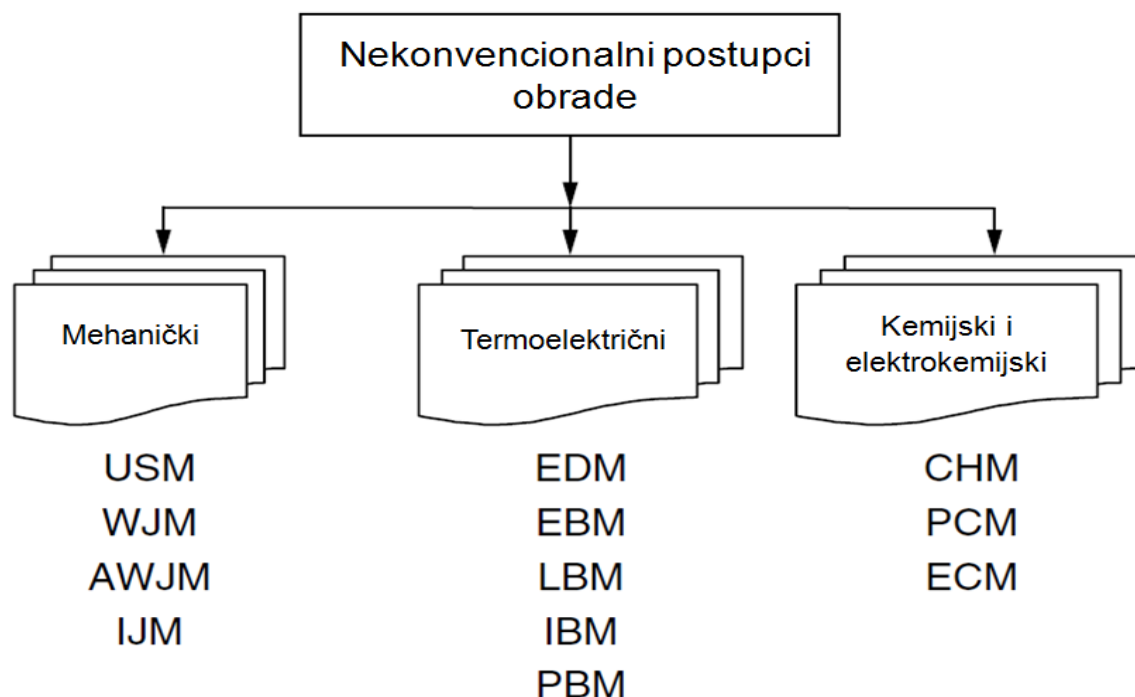 Nekonvencionalni postupci
obrade
Mehanički
USM
WJM
AWJM
IJM
Termoelektrični
EDM
EBM
LBM
IBM
PBM
Kemijski i
elektrokemijski
CHM
PCM
ECM